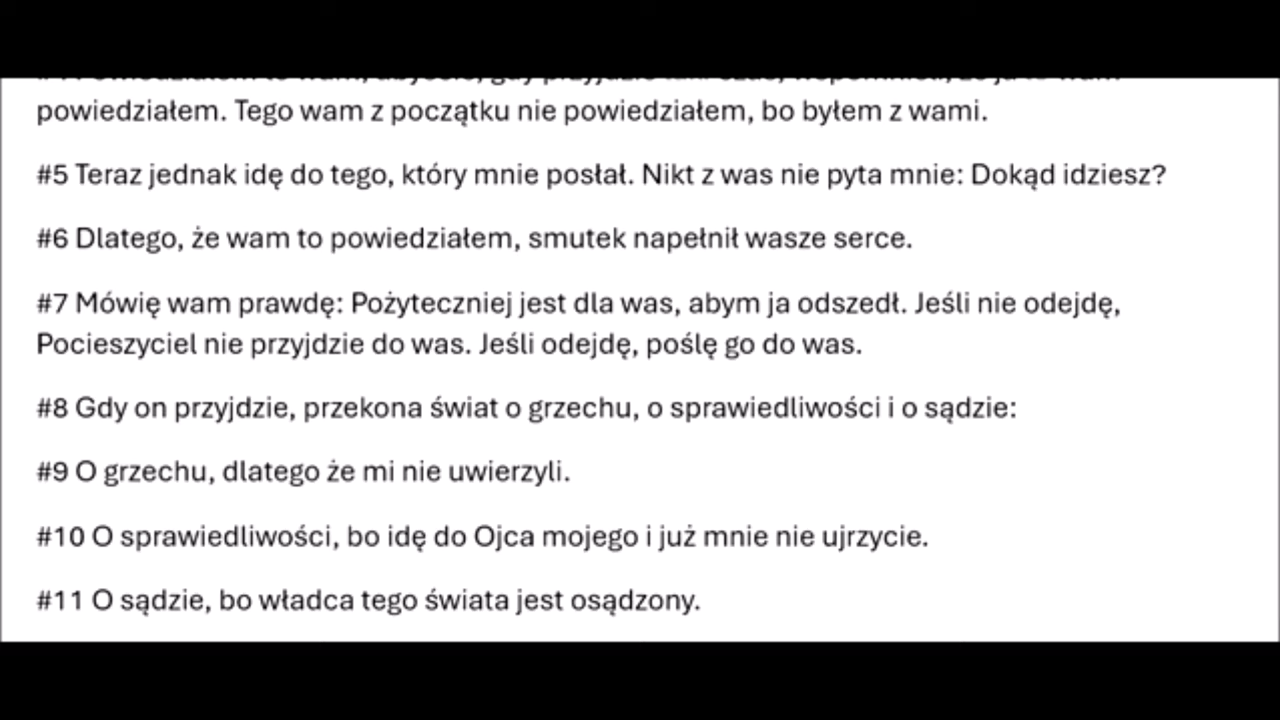 powiedziałem. Tego wam z początku nie powiedziałem, bo byłem z wami.
#5 Teraz jednak idę do tego, który mnie posłał. Nikt z was nie pyta mnie: Dokąd idziesz?
#6 Dlatego, że wam to powiedziałem, smutek napełnił wasze serce.
#7 Mówię wam prawdę: Pożyteczniej jest dla was, abym ja odszedł. Jeśli nie odejdę,
Pocieszyciel nie przyjdzie do was. Jeśli odejdę, poślę go do was.
#8 Gdy on przyjdzie, przekona świat o grzechu, o sprawiedliwości i o sądzie:
#9 O grzechu, dlatego że mi nie uwierzyli.
#10 O sprawiedliwości, bo idę do Ojca mojego i już mnie nie ujrzycie.
#11 O sądzie, bo władca tego świata jest osądzony.